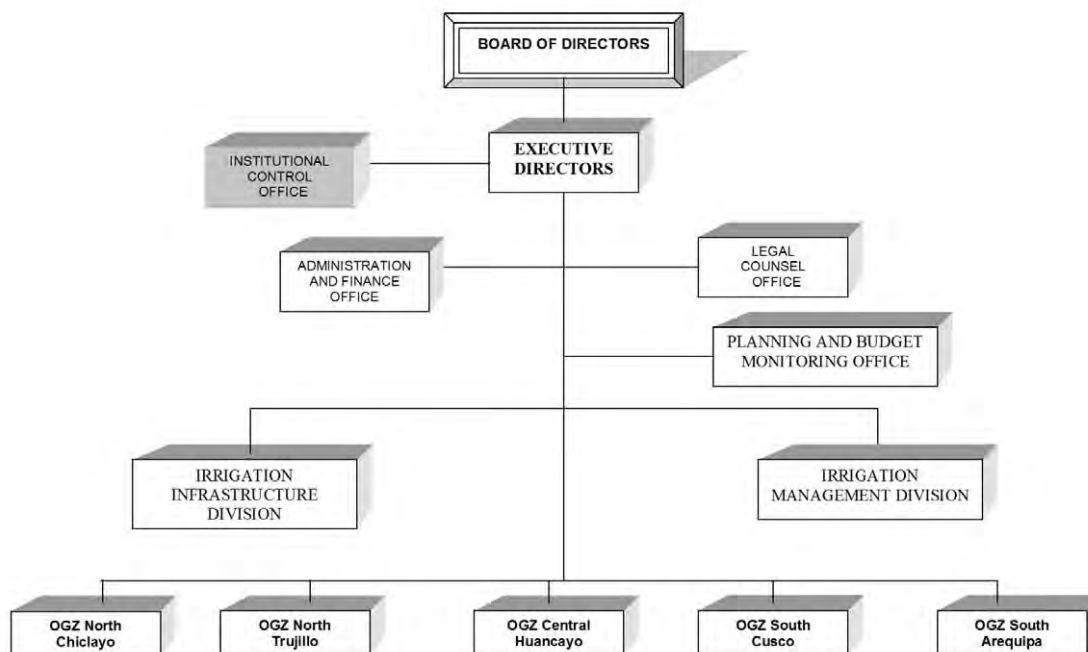 BOARD OF DIRECTORS
EXECUTIVE
DIRECTORS
INSTITUTIONAL
CONTROL
OFFICE
ADMINISTRATION
AND FINANCE
OFFICE
LEGAL
COUNSEL
OFFICE
PLANNING AND BUDGET
MONITORING OFFICE
IRRIGATION
INFRASTRUCTURE
DIVISION
IRRIGATION
MANAGEMENT DIVISION
OGZ North
Chiclayo
OGZ North
Trujillo
OGZ Central
Huancayo
OGZ South
Cusco
OGZ South
Arequipa